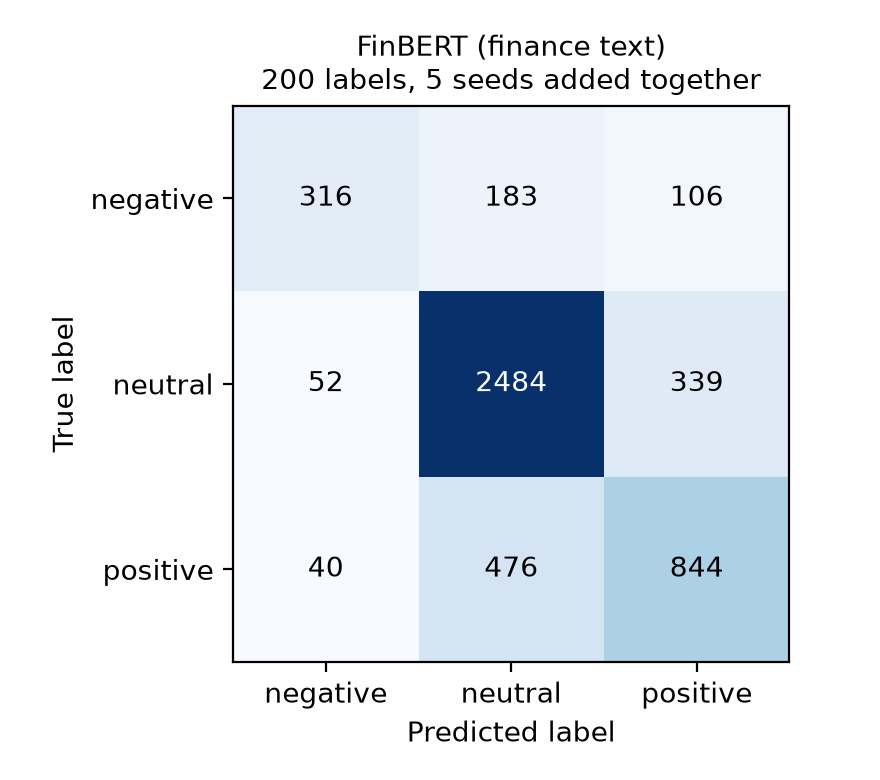 FinBERT (finance text)
200 labels, 5 seeds added together
negative 316 183 106
neutral 52 2484 339
positive 40 476 844
negative neutral positive
Predicted label
True label